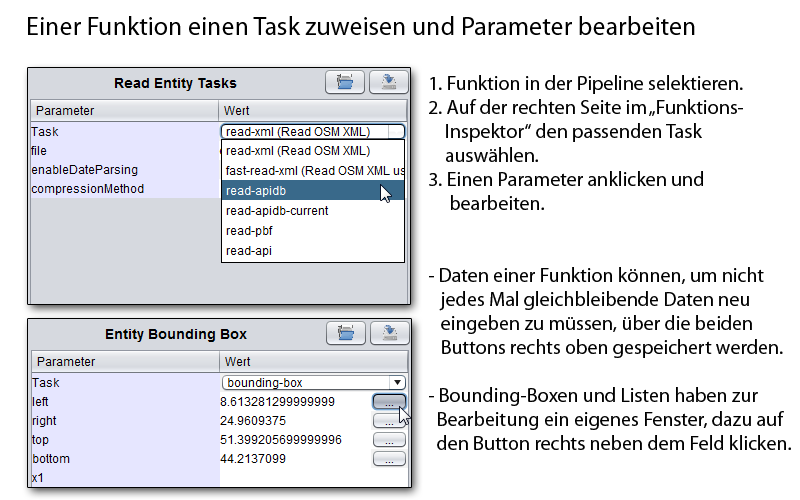 Einer Funktion einen Task zuweisen und Parameter bearbeiten
Read Entity Tasks
Parameter Wert
Task read-xml (Read OSM XML)
file read-xml (Read OSM XML)
enableDateParsing fast-read-xml (Read OSM XML us
compressionMethod read-apidb
read-apidb-current
read-pbf
read-api
1. Funktion in der Pipeline selektieren.
2. Auf der rechten Seite im „Funktions-
Inspektor“ den passenden Task
auswählen.
3. Einen Parameter anklicken und
bearbeiten.
- Daten einer Funktion können, um nicht
jedes Mal gleichbleibende Daten neu
eingeben zu müssen, über die beiden
Buttons rechts oben gespeichert werden.
Entity Bounding Box
Parameter Wert
Task bounding-box
left 8.613281299999999 ...
right 24.9609375 ...
top 51.399205699999996 ...
bottom 44.2137099 ...
x1
- Bounding-Boxen und Listen haben zur
Bearbeitung ein eigenes Fenster, dazu auf
den Button rechts neben dem Feld klicken.